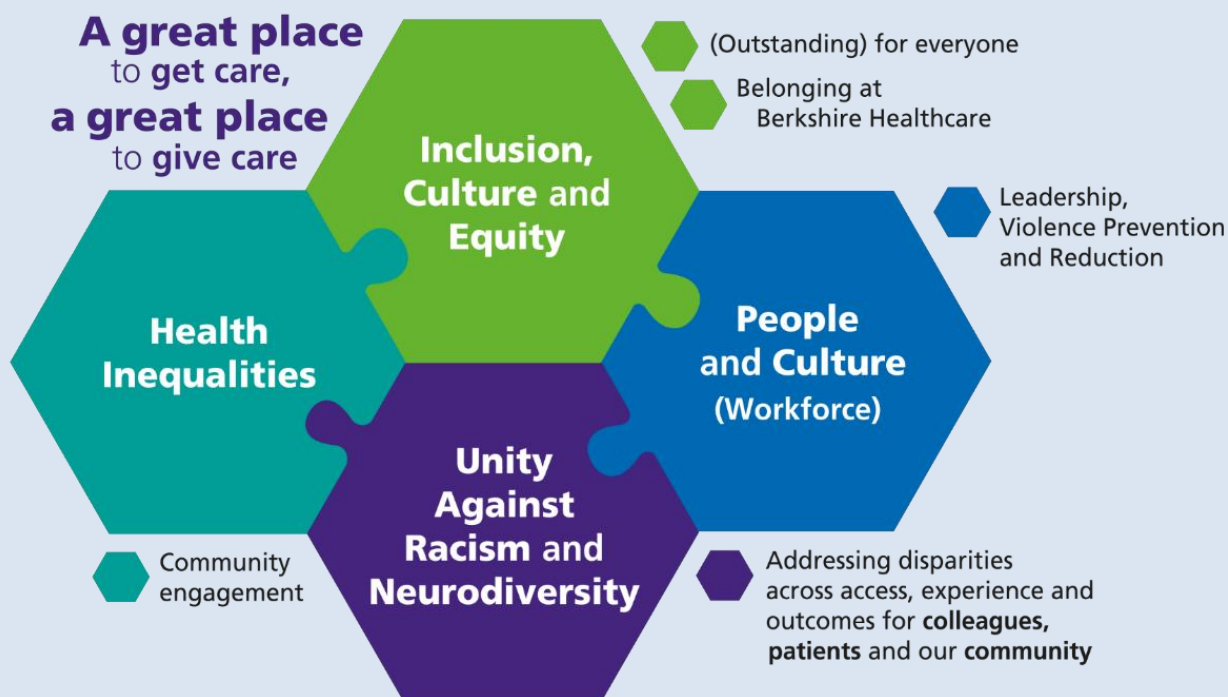 A great place
to get care,
a great place
to give care
Inclusion,
Culture and
Equity
(Outstanding) for everyone
Belonging at
Berkshire Healthcare
Health
Inequalities
People
and Culture
(Workforce)
Leadership,
Violence Prevention
and Reduction
Unity
Against
Racism and
Neurodiversity
Community
engagement
Addressing disparities
across access, experience and
outcomes for colleagues,
patients and our community